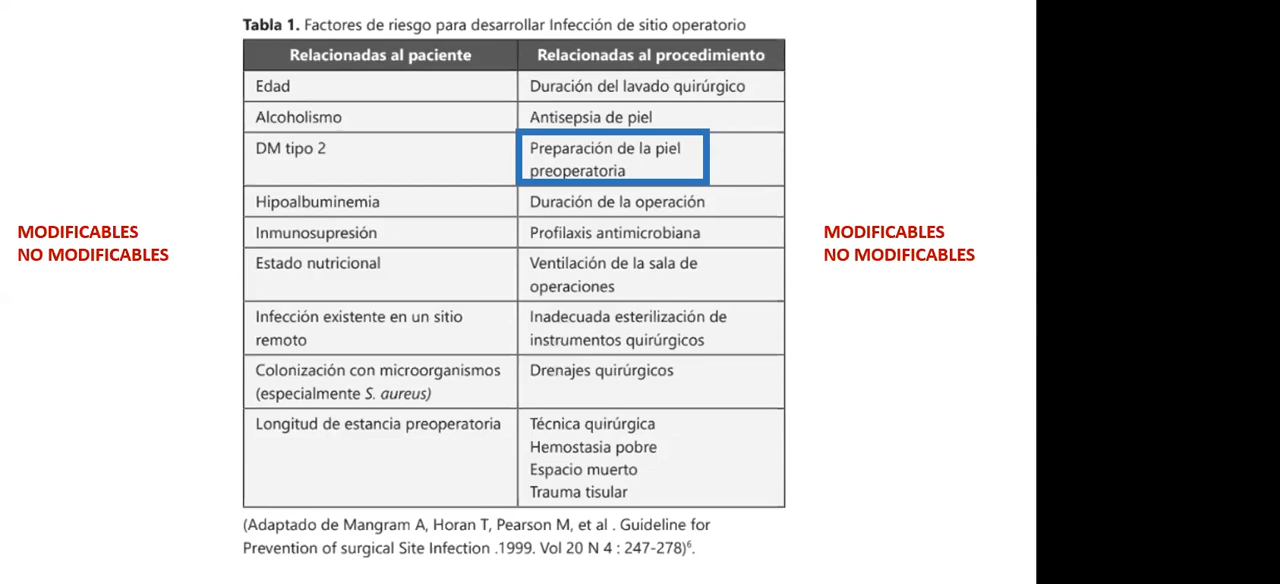 Tabla 1. Factores de riesgo para desarrollar Infección de sitio operatorio
Relacionadas al paciente
Relacionadas al procedimiento
Edad
Duración del lavado quirúrgico
Alcoholismo
Antisepsia de piel
DM tipo 2
Preparación de la piel
preoperatoria
Hipoalbuminemia
Duración de la operación
Inmunosupresión
Profilaxis antimicrobiana
Estado nutricional
Ventilación de la sala de
operaciones
Infección existente en un sitio
remoto
Inadecuada esterilización de
instrumentos quirúrgicos
Colonización con microorganismos
(especialmente S. aureus)
Drenajes quirúrgicos
Longitud de estancia preoperatoria
Técnica quirúrgica
Hemostasia pobre
Espacio muerto
Trauma tisular
(Adaptado de Mangram A, Horan T, Pearson M, et al . Guideline for
Prevention of surgical Site Infection .1999. Vol 20 N 4 : 247-278)⁶.
MODIFICABLES
NO MODIFICABLES
MODIFICABLES
NO MODIFICABLES